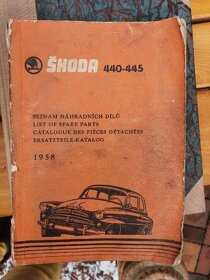 ŠKODA 440-445
SEZNAM NÁHRADNÍCH DÍLŮ
LIST OF SPARE PARTS
CATALOGUE DES PIÈCES DÉTACHÉES
ERSATZTEILE-KATALOG
1958